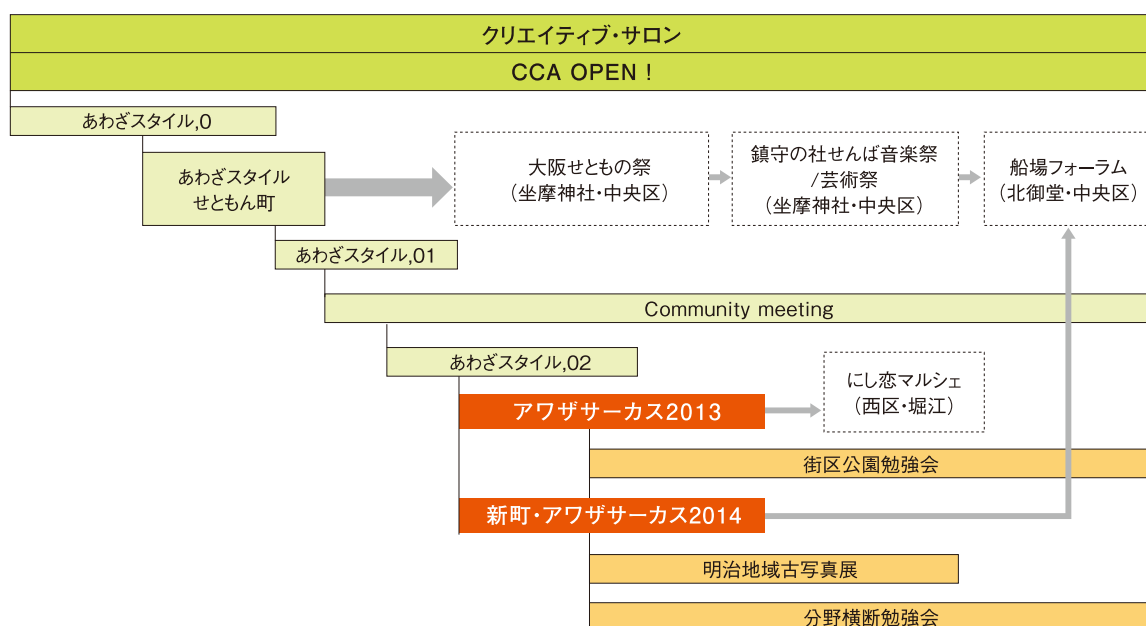 クリエイティブ・サロン
CCA OPEN！
あわざスタイル,0
あわざスタイル
せともん町
大阪せともの祭
（坐摩神社・中央区）
鎮守の社せんば音楽祭
/芸術祭
（坐摩神社・中央区）
船場フォーラム
（北御堂・中央区）
あわざスタイル,01
Community meeting
あわざスタイル,02
にし恋マルシェ
（西区・堀江）
アワザサーカス2013
街区公園勉強会
新町・アワザサーカス2014
明治地域古写真展
分野横断勉強会